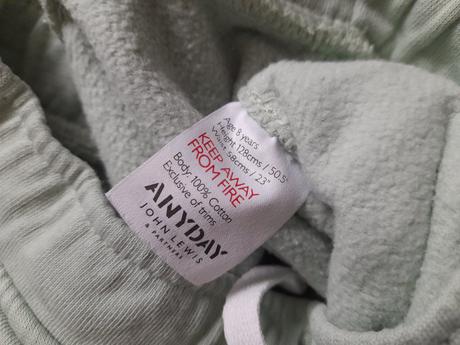 Age 8 years
Height 128cms / 50.5"
Waist 58cms / 23"
KEEP AWAY
FROM FIRE
Body: 100% Cotton
Exclusive of trims
ANYDAY
JOHN LEWIS
& PARTNERS